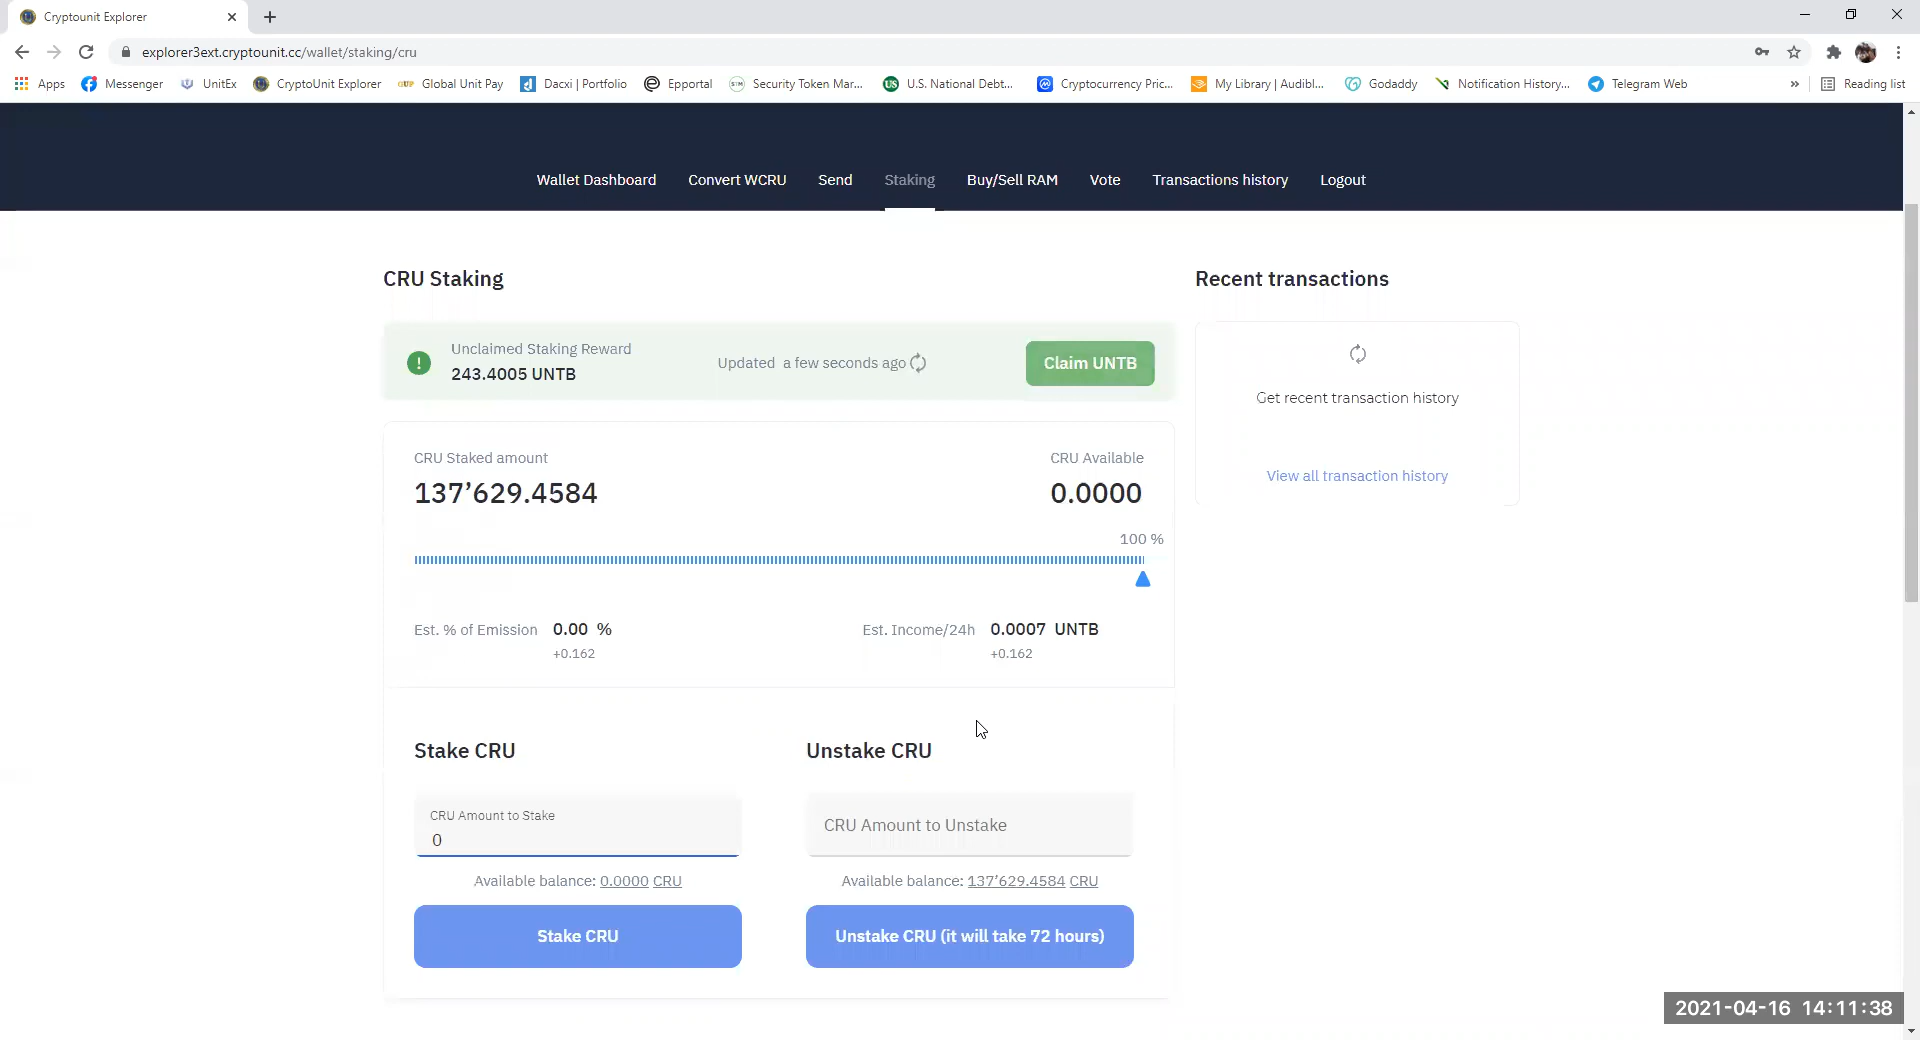 Cryptounit Explorer
explorer3ext.cryptounit.cc/wallet/staking/cru
Apps Messenger UnitEx CryptoUnit Explorer GUP Global Unit Pay Dacxi | Portfolio Epportal STM Security Token Mar... US U.S. National Debt... Cryptocurrency Pric... My Library | Audibl... Godaddy Notification History... Telegram Web » Reading list
Wallet Dashboard Convert WCRU Send Staking Buy/Sell RAM Vote Transactions history Logout
CRU Staking
Recent transactions
Unclaimed Staking Reward
243.4005 UNTB
Updated a few seconds ago
Claim UNTB
Get recent transaction history
View all transaction history
CRU Staked amount
137’629.4584
CRU Available
0.0000
100 %
Est. % of Emission 0.00 %
+0.162
Est. Income/24h 0.0007 UNTB
+0.162
Stake CRU
CRU Amount to Stake
0
Available balance: 0.0000 CRU
Stake CRU
Unstake CRU
CRU Amount to Unstake
Available balance: 137’629.4584 CRU
Unstake CRU (it will take 72 hours)
2021-04-16 14:11:38